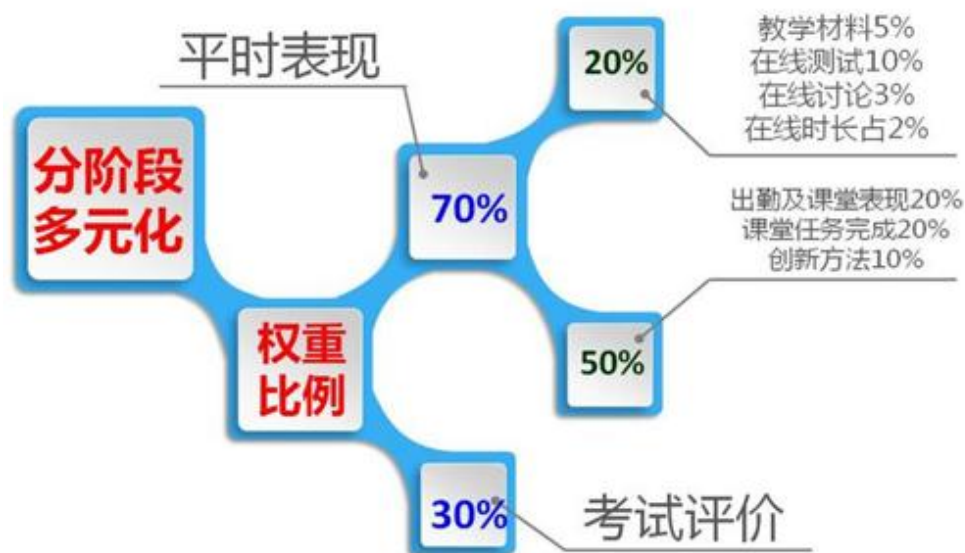 平时表现
20%
教学材料5%
在线测试10%
在线讨论3%
在线时长占2%
分阶段
多元化
70%
出勤及课堂表现20%
课堂任务完成20%
创新方法10%
权重
比例
50%
30%
考试评价